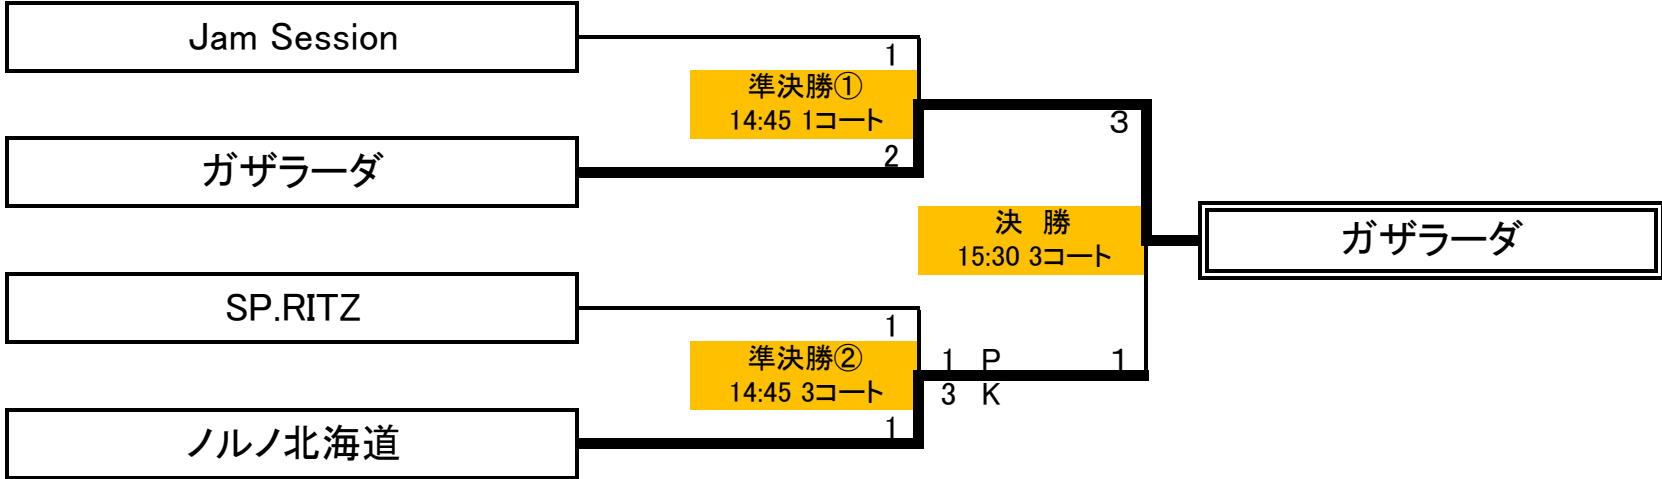 Jam Session
1
準決勝①
14:45 1コート
3
2
ガザラーダ
決　勝
15:30 3コート
ガザラーダ
SP.RITZ
1
準決勝②
14:45 3コート
1 P
3 K
1
1
ノルノ北海道